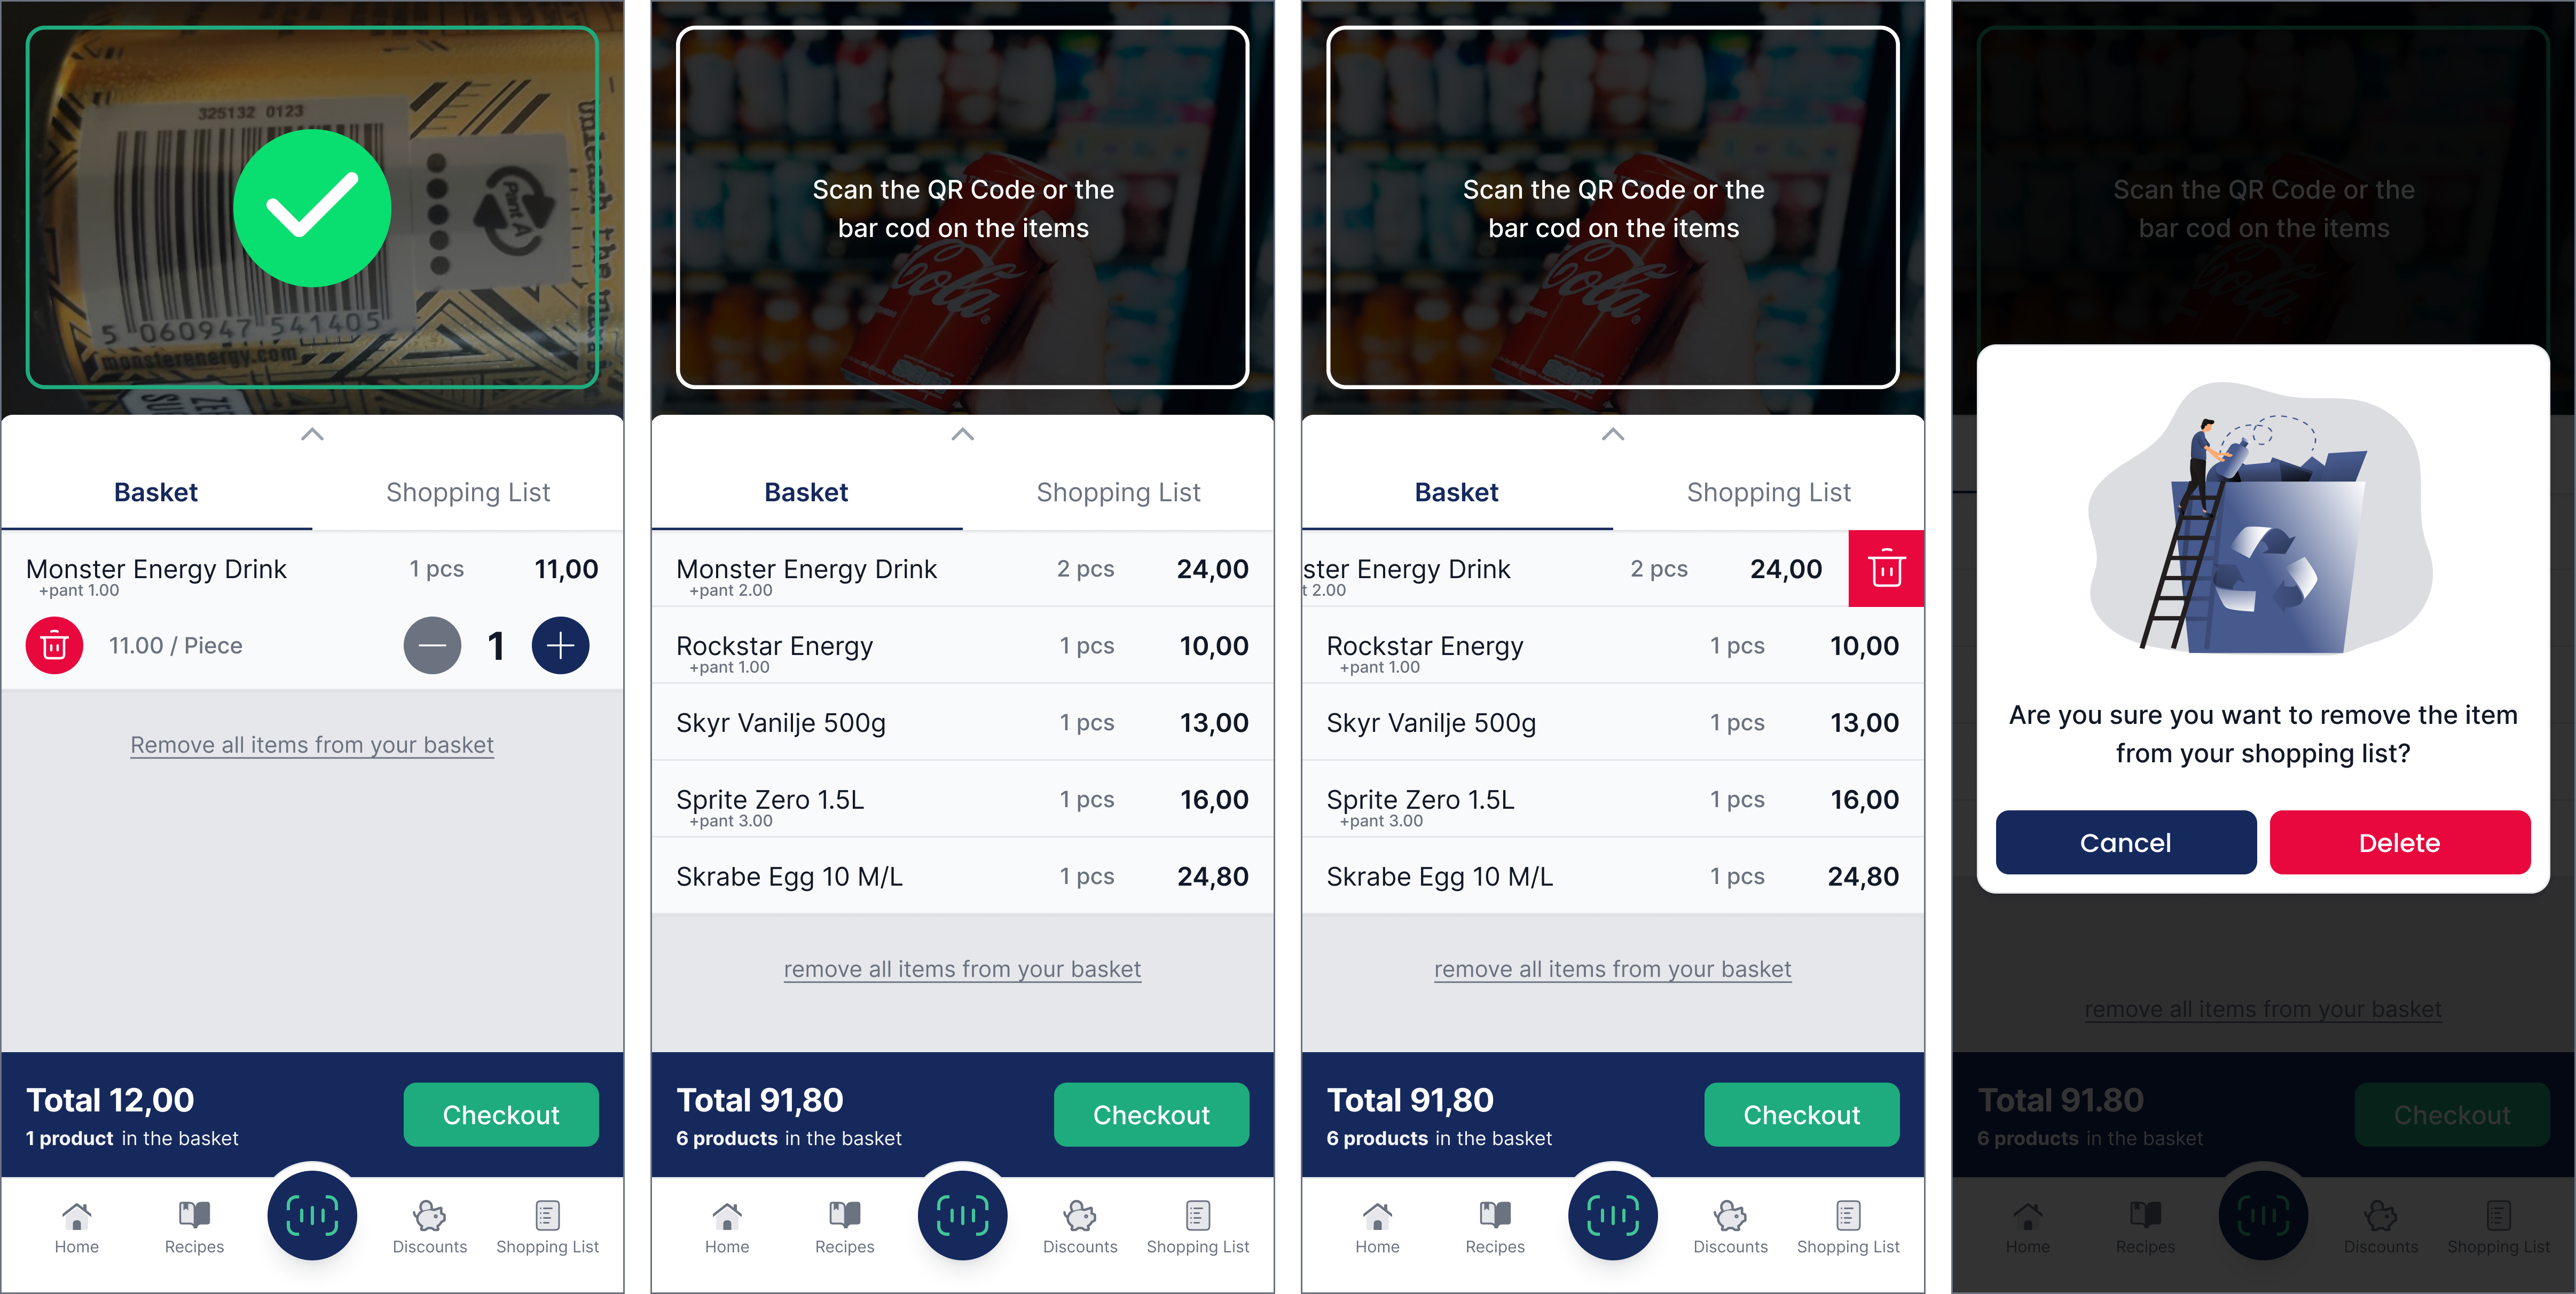 325132 0123
Pant A
Unleash the
5 060947 541405
monsterenergy.com
Basket
Shopping List
Monster Energy Drink
1 pcs
11,00
+pant 1.00
11.00 / Piece
1
Remove all items from your basket
Total 12,00
1 product in the basket
Checkout
Home
Recipes
Discounts
Shopping List
Scan the QR Code or the
bar cod on the items
Cola
Basket
Shopping List
Monster Energy Drink
2 pcs
24,00
+pant 2.00
Rockstar Energy
1 pcs
10,00
+pant 1.00
Skyr Vanilje 500g
1 pcs
13,00
Sprite Zero 1.5L
1 pcs
16,00
+pant 3.00
Skrabe Egg 10 M/L
1 pcs
24,80
remove all items from your basket
Total 91,80
6 products in the basket
Checkout
Home
Recipes
Discounts
Shopping List
Scan the QR Code or the
bar cod on the items
Cola
Basket
Shopping List
ster Energy Drink
2 pcs
24,00
t 2.00
Rockstar Energy
1 pcs
10,00
+pant 1.00
Skyr Vanilje 500g
1 pcs
13,00
Sprite Zero 1.5L
1 pcs
16,00
+pant 3.00
Skrabe Egg 10 M/L
1 pcs
24,80
remove all items from your basket
Total 91,80
6 products in the basket
Checkout
Home
Recipes
Discounts
Shopping List
Scan the QR Code or the
bar cod on the items
Are you sure you want to remove the item
from your shopping list?
Cancel
Delete
remove all items from your basket
Total 91.80
6 products in the basket
Checkout
Home
Recipes
Discounts
Shopping List